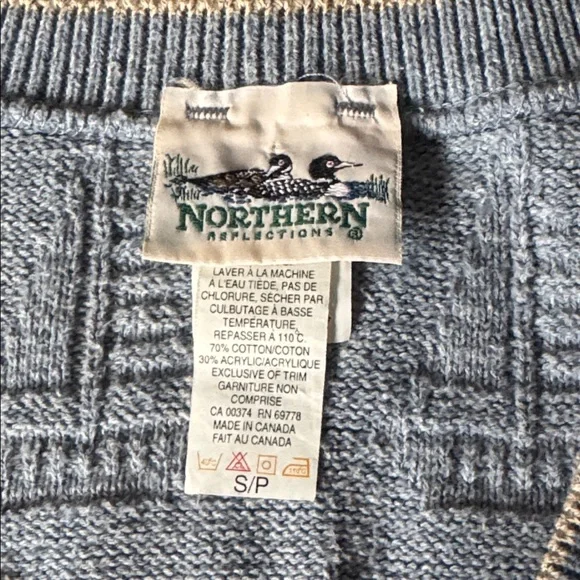 NORTHERN
REFLECTIONS
LAVER À LA MACHINE
À L'EAU TIÈDE, PAS DE
CHLORURE, SÉCHER PAR
CULBUTAGE À BASSE
TEMPÉRATURE,
REPASSER À 110˚C.
70% COTTON/COTON
30% ACRYLIC/ACRYLIQUE
EXCLUSIVE OF TRIM
GARNITURE NON
COMPRISE
CA 00374 RN 69778
MADE IN CANADA
FAIT AU CANADA
S/P